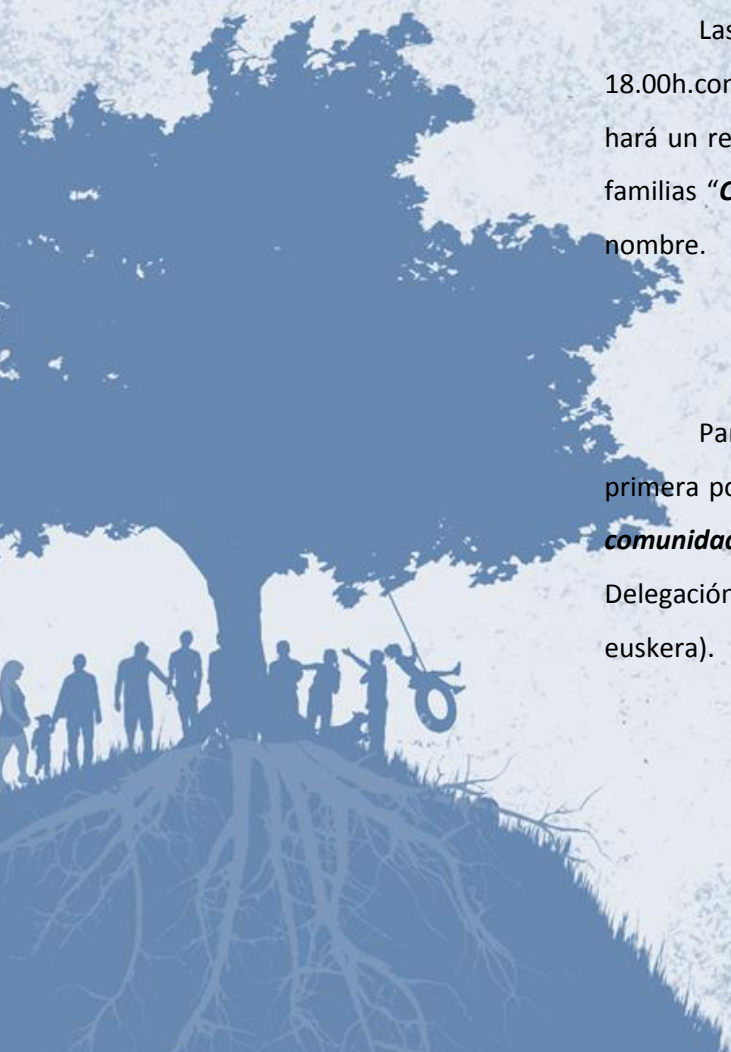 Las
18.00h.con
hará un re
familias “C
nombre.
Par
primera po
comunidad
Delegación
euskera).